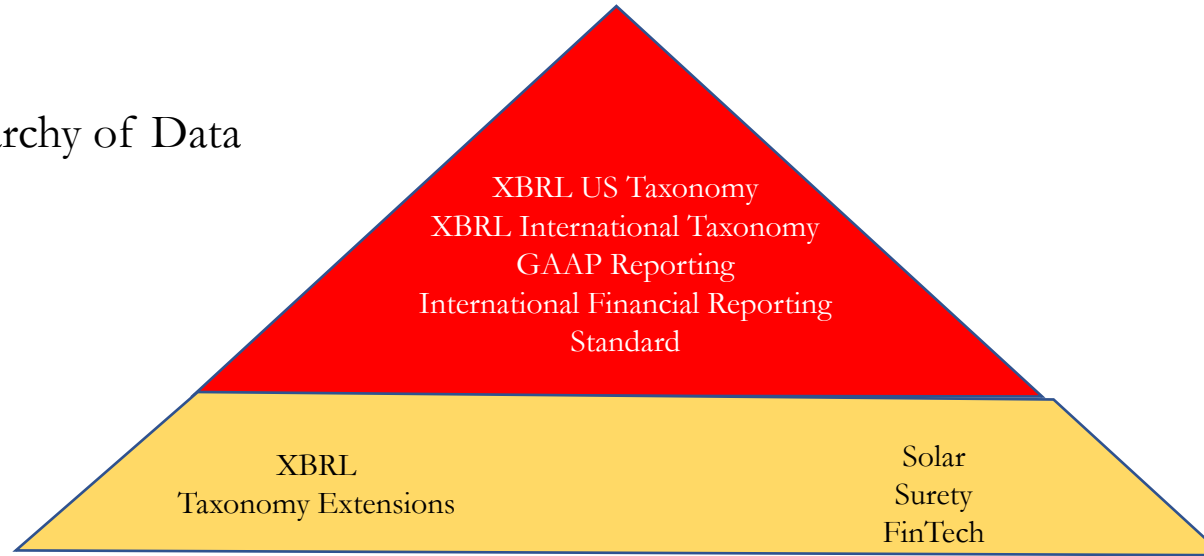 archy of Data
XBRL US Taxonomy
XBRL International Taxonomy
GAAP Reporting
International Financial Reporting
Standard
XBRL
Taxonomy Extensions
Solar
Surety
FinTech